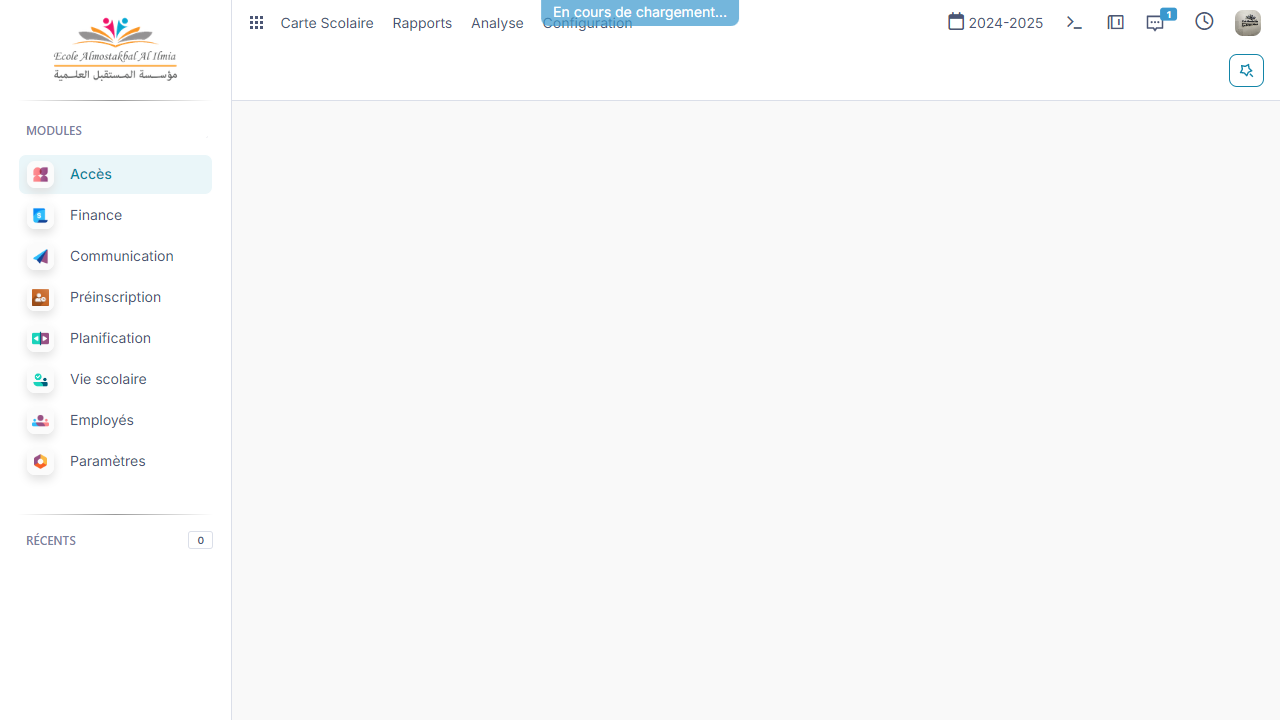 Ecole Almostakbal Al Ilmia
مؤسسة المستقبل العلمية
MODULES
Accès
Finance
Communication
Préinscription
Planification
Vie scolaire
Employés
Paramètres
RÉCENTS
0
Carte Scolaire
Rapports
Analyse
Configuration
En cours de chargement...
2024-2025
1